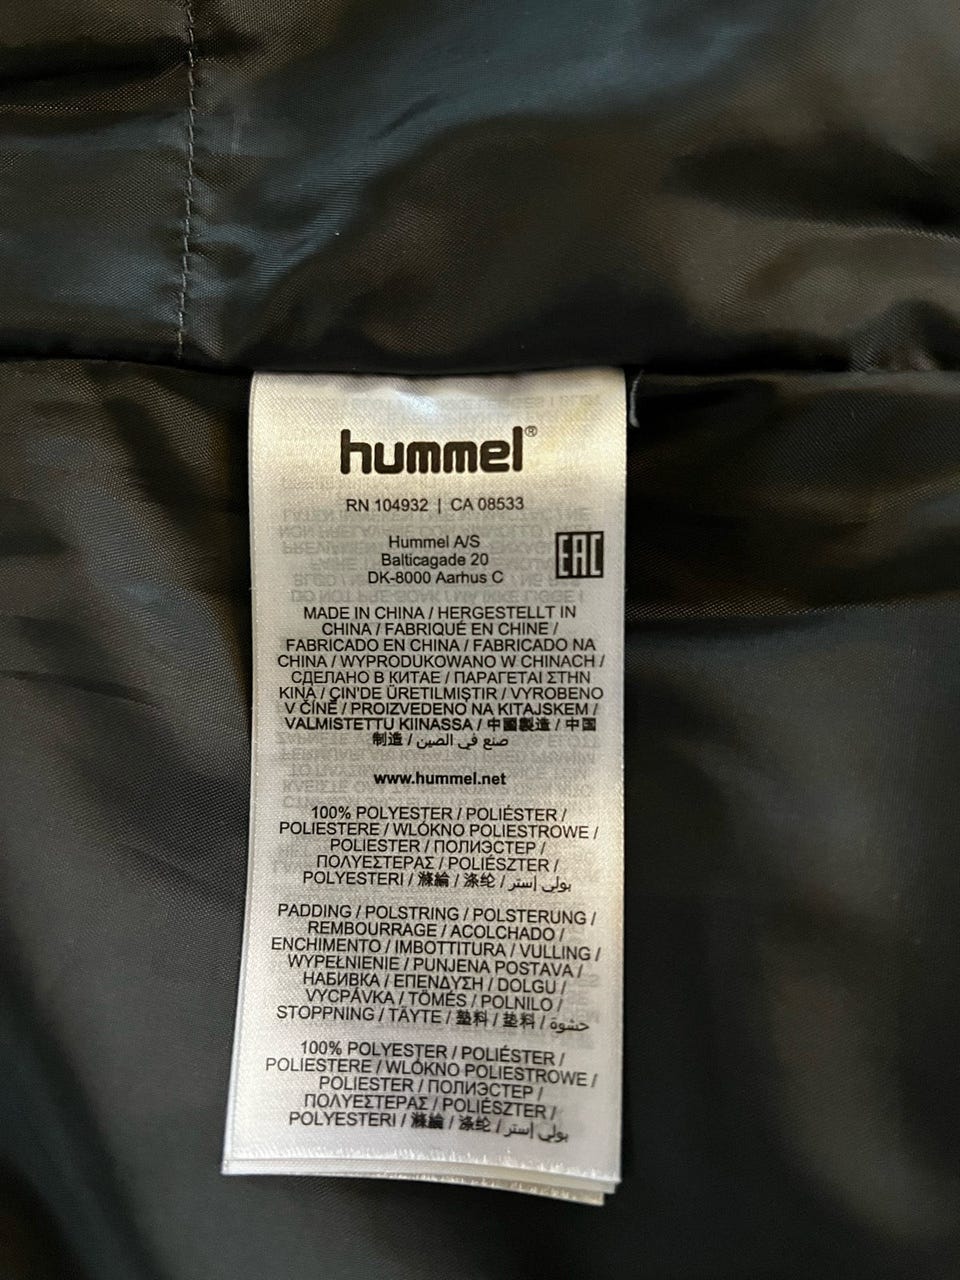 hummel®
RN 104932 | CA 08533
Hummel A/S
Balticagade 20
DK-8000 Aarhus C
EAC
MADE IN CHINA / HERGESTELLT IN
CHINA / FABRIQUÉ EN CHINE /
FABRICADO EN CHINA / FABRICADO NA
CHINA / WYPRODUKOWANO W CHINACH /
СДЕЛАНО В КИТАЕ / ΠΑΡΑΓΕΤΑΙ ΣΤΗΝ
ΚΙΝΑ / ÇIN'DE ÜRETILMIŞTIR / VYROBENO
V ČÍNĚ / PROIZVEDENO NA KITAJSKEM /
VALMISTETTU KIINASSA / 中國製造 / 中国
制造 / صنع في الصين
www.hummel.net
100% POLYESTER / POLIÉSTER /
POLIESTERE / WLÓKNO POLIESTROWE /
POLIESTER / ПОЛИЭСТЕР /
ΠΟΛΥΕΣΤΕΡΑΣ / POLIÉSZTER /
POLYESTERI / 滌綸 / 涤纶 / بولي إستر
PADDING / POLSTRING / POLSTERUNG /
REMBOURRAGE / ACOLCHADO /
ENCHIMENTO / IMBOTTITURA / VULLING /
WYPEŁNIENIE / PUNJENA POSTAVA /
НАБИВКА / ΕΠΕΝΔΥΣΗ / DOLGU /
VYCPÁVKA / TÖMÉS / POLNILO /
STOPPNING / TÄYTE / 墊料 / 垫料 / حشوة
100% POLYESTER / POLIÉSTER /
POLIESTERE / WLÓKNO POLIESTROWE /
POLIESTER / ПОЛИЭСТЕР /
ΠΟΛΥΕΣΤΕΡΑΣ / POLIÉSZTER /
POLYESTERI / 滌綸 / 涤纶 / بولي إستر